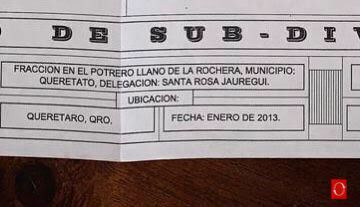 O DE SUB-DIV
FRACCION EN EL POTRERO LLANO DE LA ROCHERA, MUNICIPIO:
QUERETATO, DELEGACION: SANTA ROSA JAUREGUI.
UBICACION:
QUERETARO, QRO.
FECHA: ENERO DE 2013.